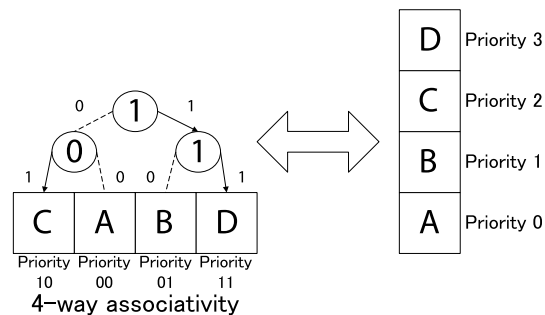 0 1 1
0 1
1 0 0 1
C A B D
Priority Priority Priority Priority
10 00 01 11
4-way associativity
D Priority 3
C Priority 2
B Priority 1
A Priority 0